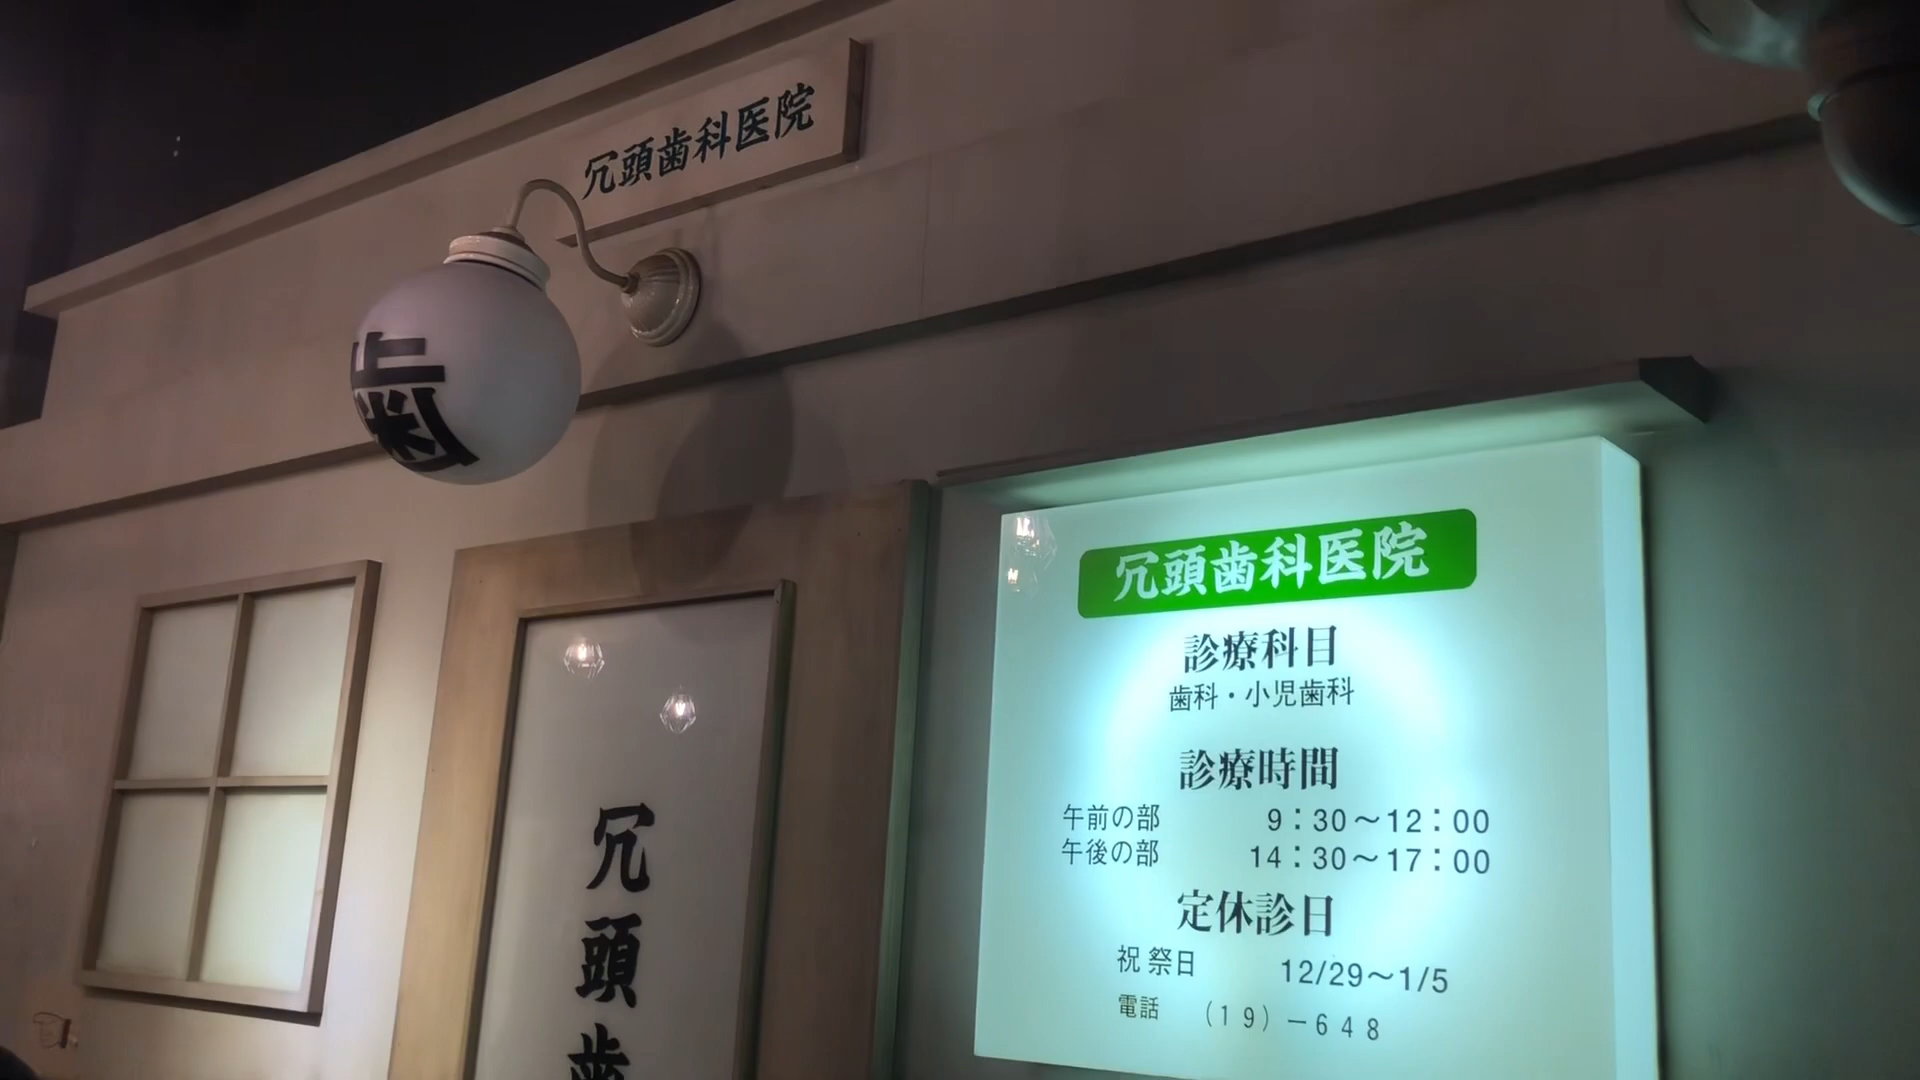 冗頭歯科医院
歯
冗頭歯
冗頭歯科医院
診療科目
歯科・小児歯科
診療時間
午前の部 9：30～12：00
午後の部 14：30～17：00
定休診日
祝祭日 12/29～1/5
電話 （19）－648